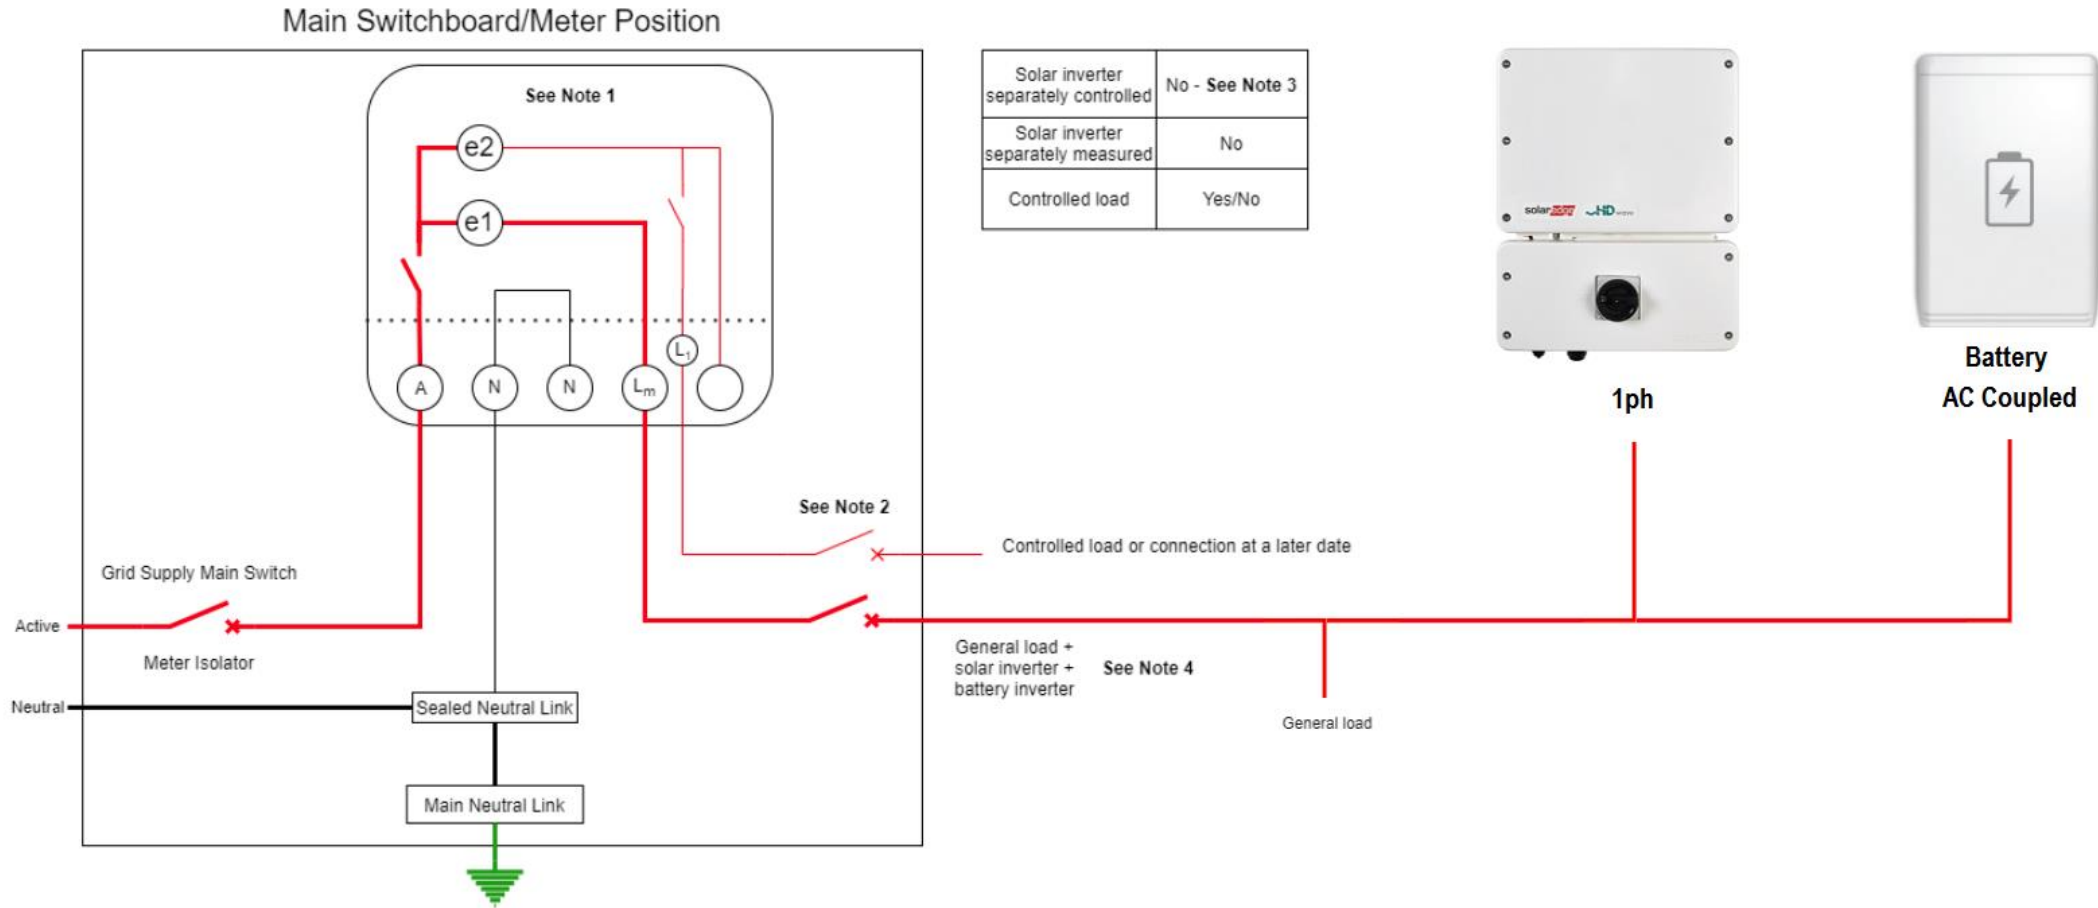 Main Switchboard/Meter Position
See Note 1
e2
e1
A
N
N
Lm
L1
Solar inverter
separately controlled
No - See Note 3
Solar inverter
separately measured
No
Controlled load
Yes/No
solaredge
HD wave
1ph
Battery
AC Coupled
See Note 2
Controlled load or connection at a later date
Grid Supply Main Switch
Active
Meter Isolator
General load +
solar inverter +
battery inverter
See Note 4
General load
Neutral
Sealed Neutral Link
Main Neutral Link